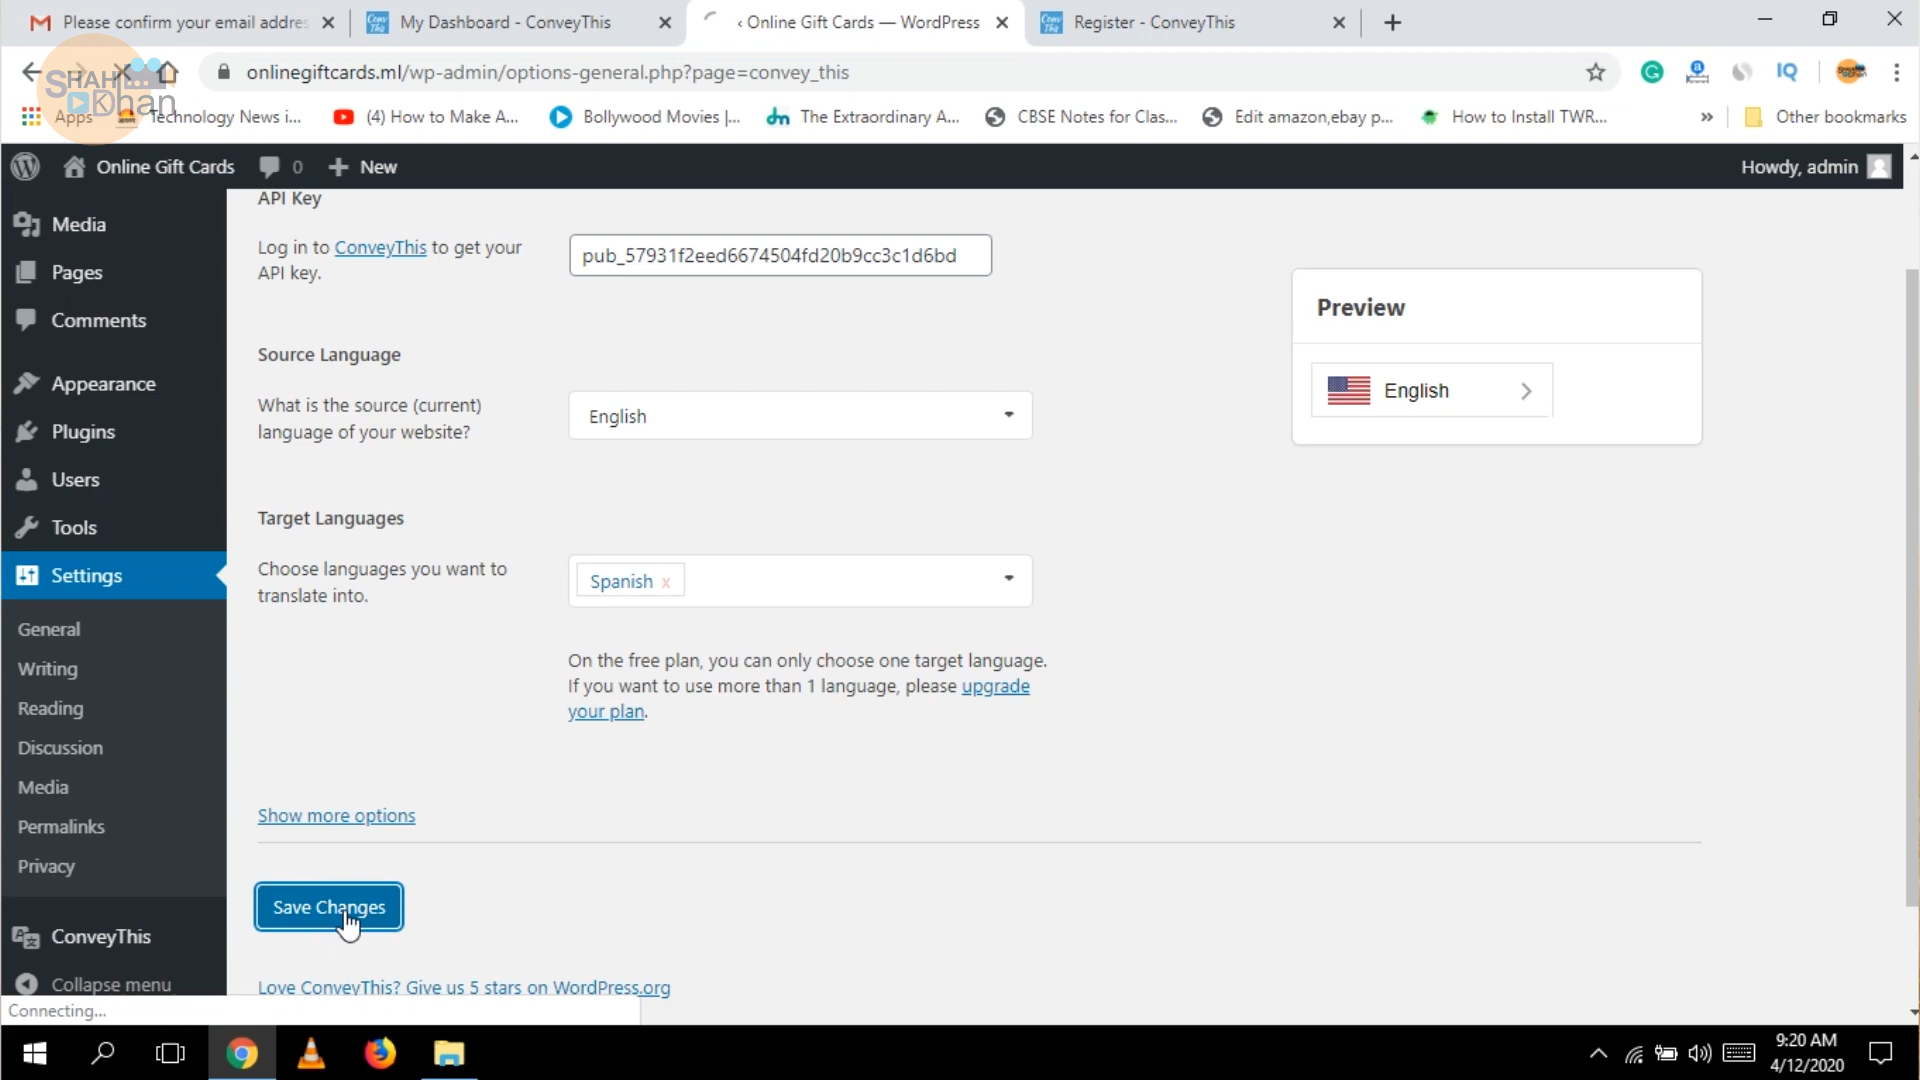 Please confirm your email addres
My Dashboard - ConveyThis
‹ Online Gift Cards — WordPress
Register - ConveyThis
onlinegiftcards.ml/wp-admin/options-general.php?page=convey_this
IQ
SHAH
Khan
Apps
Technology News i...
(4) How to Make A...
Bollywood Movies |...
The Extraordinary A...
CBSE Notes for Clas...
Edit amazon,ebay p...
How to Install TWR...
»
Other bookmarks
Online Gift Cards
0
New
Howdy, admin
Media
Pages
Comments
Appearance
Plugins
Users
Tools
Settings
General
Writing
Reading
Discussion
Media
Permalinks
Privacy
ConveyThis
Collapse menu
API Key
Log in to ConveyThis to get your
API key.
pub_57931f2eed6674504fd20b9cc3c1d6bd
Source Language
What is the source (current)
language of your website?
English
Target Languages
Choose languages you want to
translate into.
Spanish x
On the free plan, you can only choose one target language.
If you want to use more than 1 language, please upgrade
your plan.
Show more options
Save Changes
Love ConveyThis? Give us 5 stars on WordPress.org
Preview
English
Connecting...
9:20 AM
4/12/2020